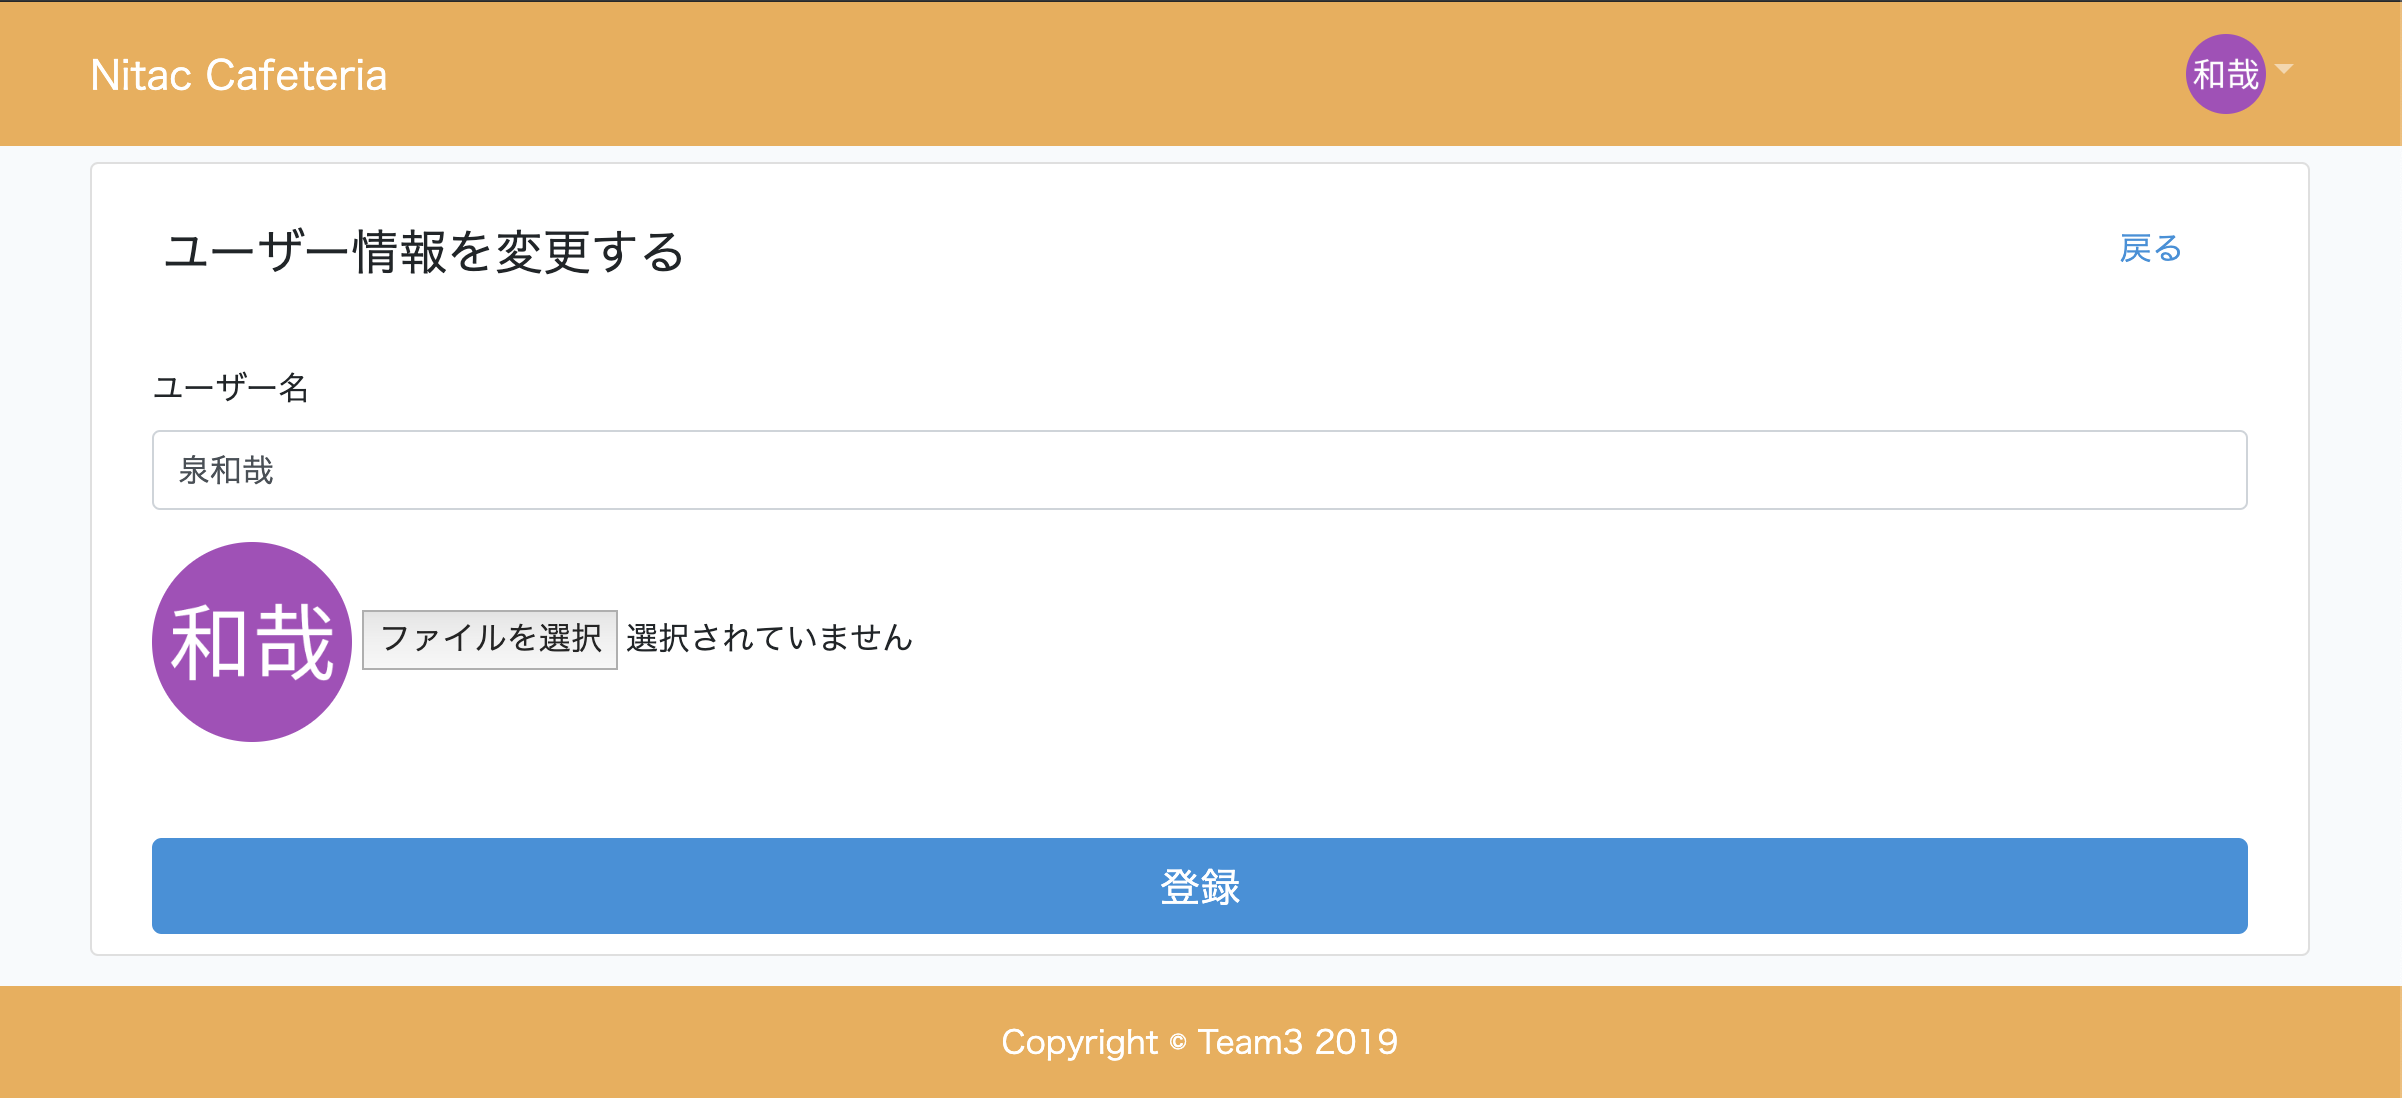 Nitac Cafeteria
和哉
ユーザー情報を変更する
戻る
ユーザー名
泉和哉
和哉
ファイルを選択 選択されていません
登録
Copyright © Team3 2019